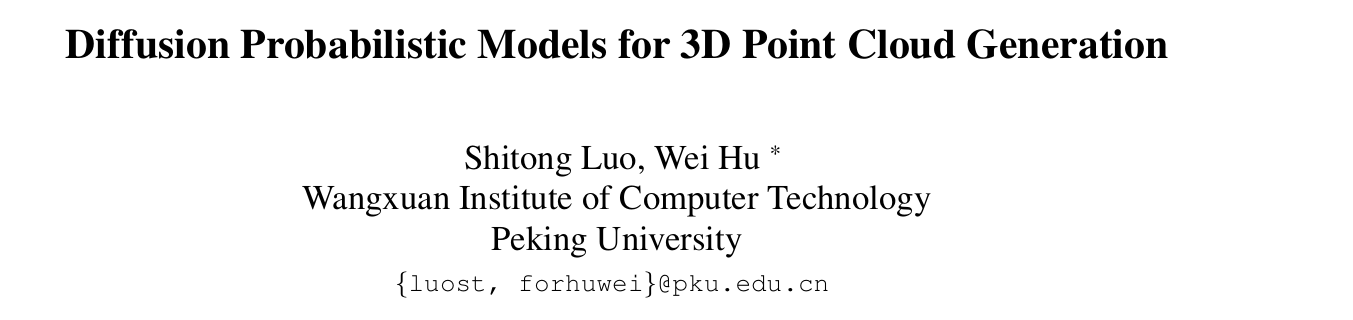 Diffusion Probabilistic Models for 3D Point Cloud Generation
Shitong Luo, Wei Hu *
Wangxuan Institute of Computer Technology
Peking University
{luost, forhuwei}@pku.edu.cn